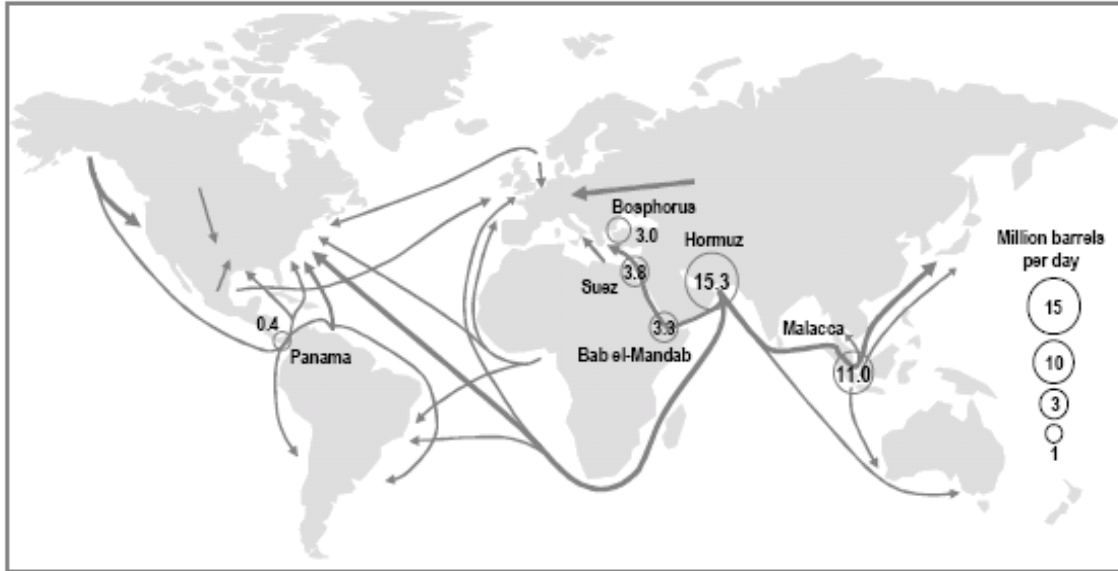 Bosphorus
3.0
Hormuz
15.3
3.8
Suez
3.3
Bab el-Mandab
Malacca
11.0
0.4
Panama
Million barrels
per day
15
10
3
1